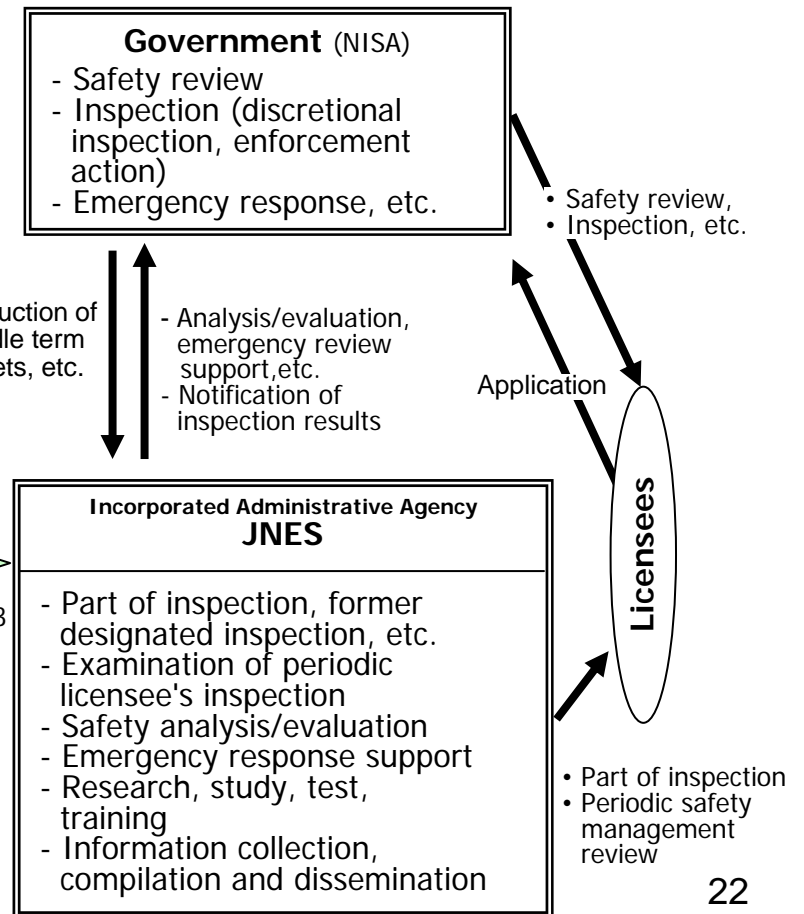 Government (NISA)
- Safety review
- Inspection (discretional
inspection, enforcement
action)
- Emergency response, etc.
• Safety review,
• Inspection, etc.
of
term
etc.
- Analysis/evaluation,
emergency review
support,etc.
- Notification of
inspection results
Application
Licensees
Incorporated Administrative Agency
JNES
- Part of inspection, former
designated inspection, etc.
- Examination of periodic
licensee's inspection
- Safety analysis/evaluation
- Emergency response support
- Research, study, test,
training
- Information collection,
compilation and dissemination
• Part of inspection
• Periodic safety
management
review
22